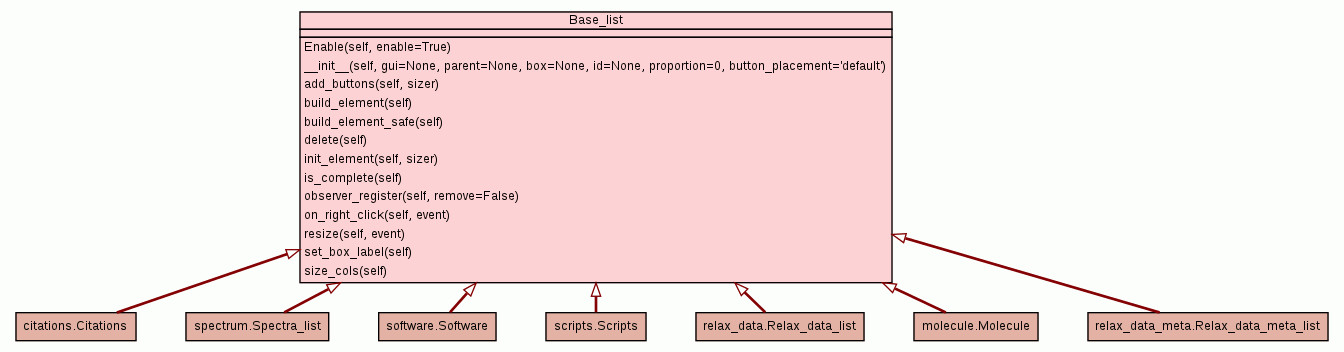 Base_list
Enable(self, enable=True)
__init__(self, gui=None, parent=None, box=None, id=None, proportion=0, button_placement='default')
add_buttons(self, sizer)
build_element(self)
build_element_safe(self)
delete(self)
init_element(self, sizer)
is_complete(self)
observer_register(self, remove=False)
on_right_click(self, event)
resize(self, event)
set_box_label(self)
size_cols(self)
citations.Citations
spectrum.Spectra_list
software.Software
scripts.Scripts
relax_data.Relax_data_list
molecule.Molecule
relax_data_meta.Relax_data_meta_list